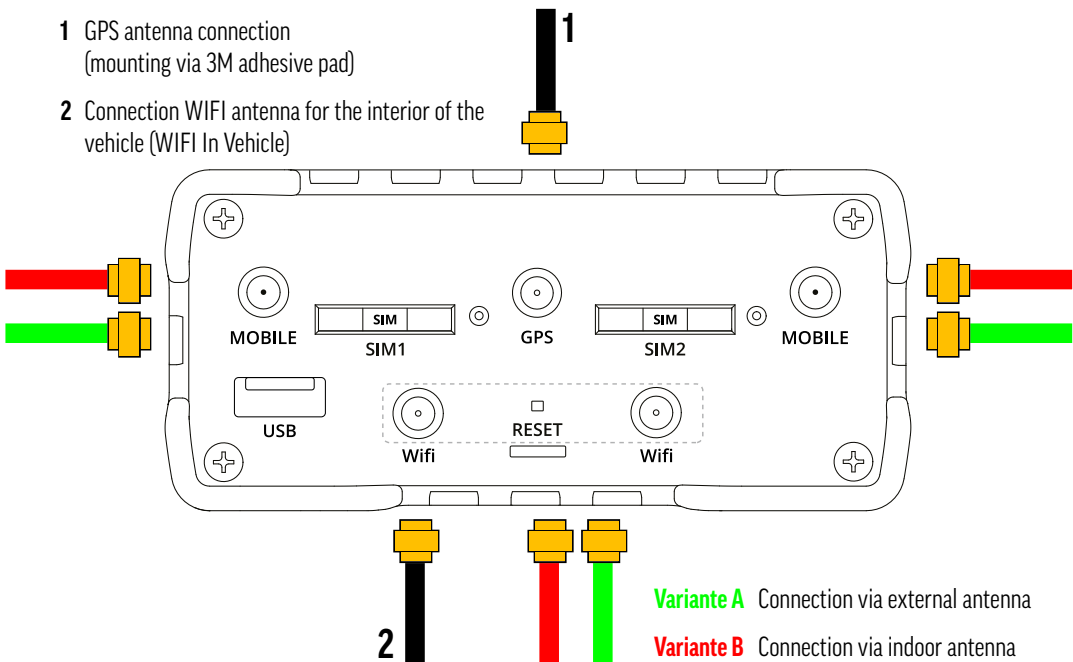 1 GPS antenna connection
(mounting via 3M adhesive pad)
2 Connection WIFI antenna for the interior of the
vehicle (WIFI In Vehicle)
1
MOBILE
SIM
SIM1
GPS
SIM
SIM2
MOBILE
USB
Wifi
RESET
Wifi
2
Variante A Connection via external antenna
Variante B Connection via indoor antenna